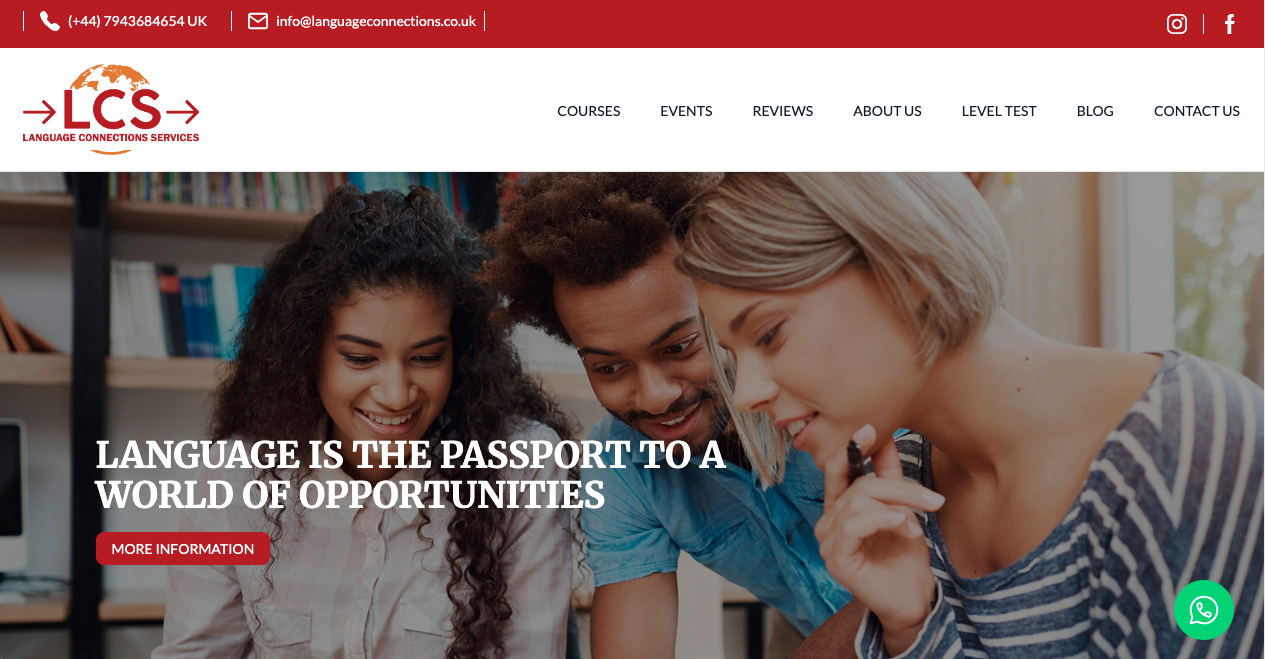 (+44) 7943684654 UK
info@languageconnections.co.uk
LCS
LANGUAGE CONNECTIONS SERVICES
COURSES
EVENTS
REVIEWS
ABOUT US
LEVEL TEST
BLOG
CONTACT US
LANGUAGE IS THE PASSPORT TO A
WORLD OF OPPORTUNITIES
MORE INFORMATION